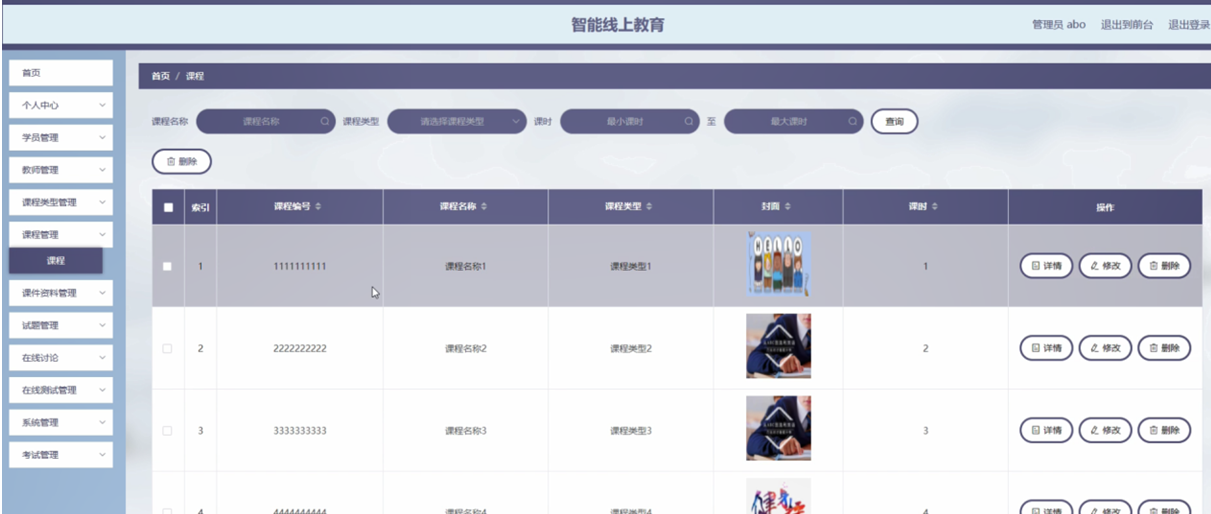 智能线上教育
管理员 abo 退出到前台 退出登录
首页
个人中心
学员管理
教师管理
课程类型管理
课程管理
课程
课件资料管理
试题管理
在线讨论
在线测试管理
系统管理
考试管理
首页 / 课程
课程名称 课程名称 课程类型 请选择课程类型 课时 最小课时 至 最大课时 查询
删除
索引 课程编号 课程名称 课程类型 封面 课时 操作
HELLO
1 1111111111 课程名称1 课程类型1 1 详情 修改 删除
2 2222222222 课程名称2 课程类型2 2 详情 修改 删除
3 3333333333 课程名称3 课程类型3 3 详情 修改 删除
4 4444444444 课程名称4 课程类型4 4 详情 修改 删除